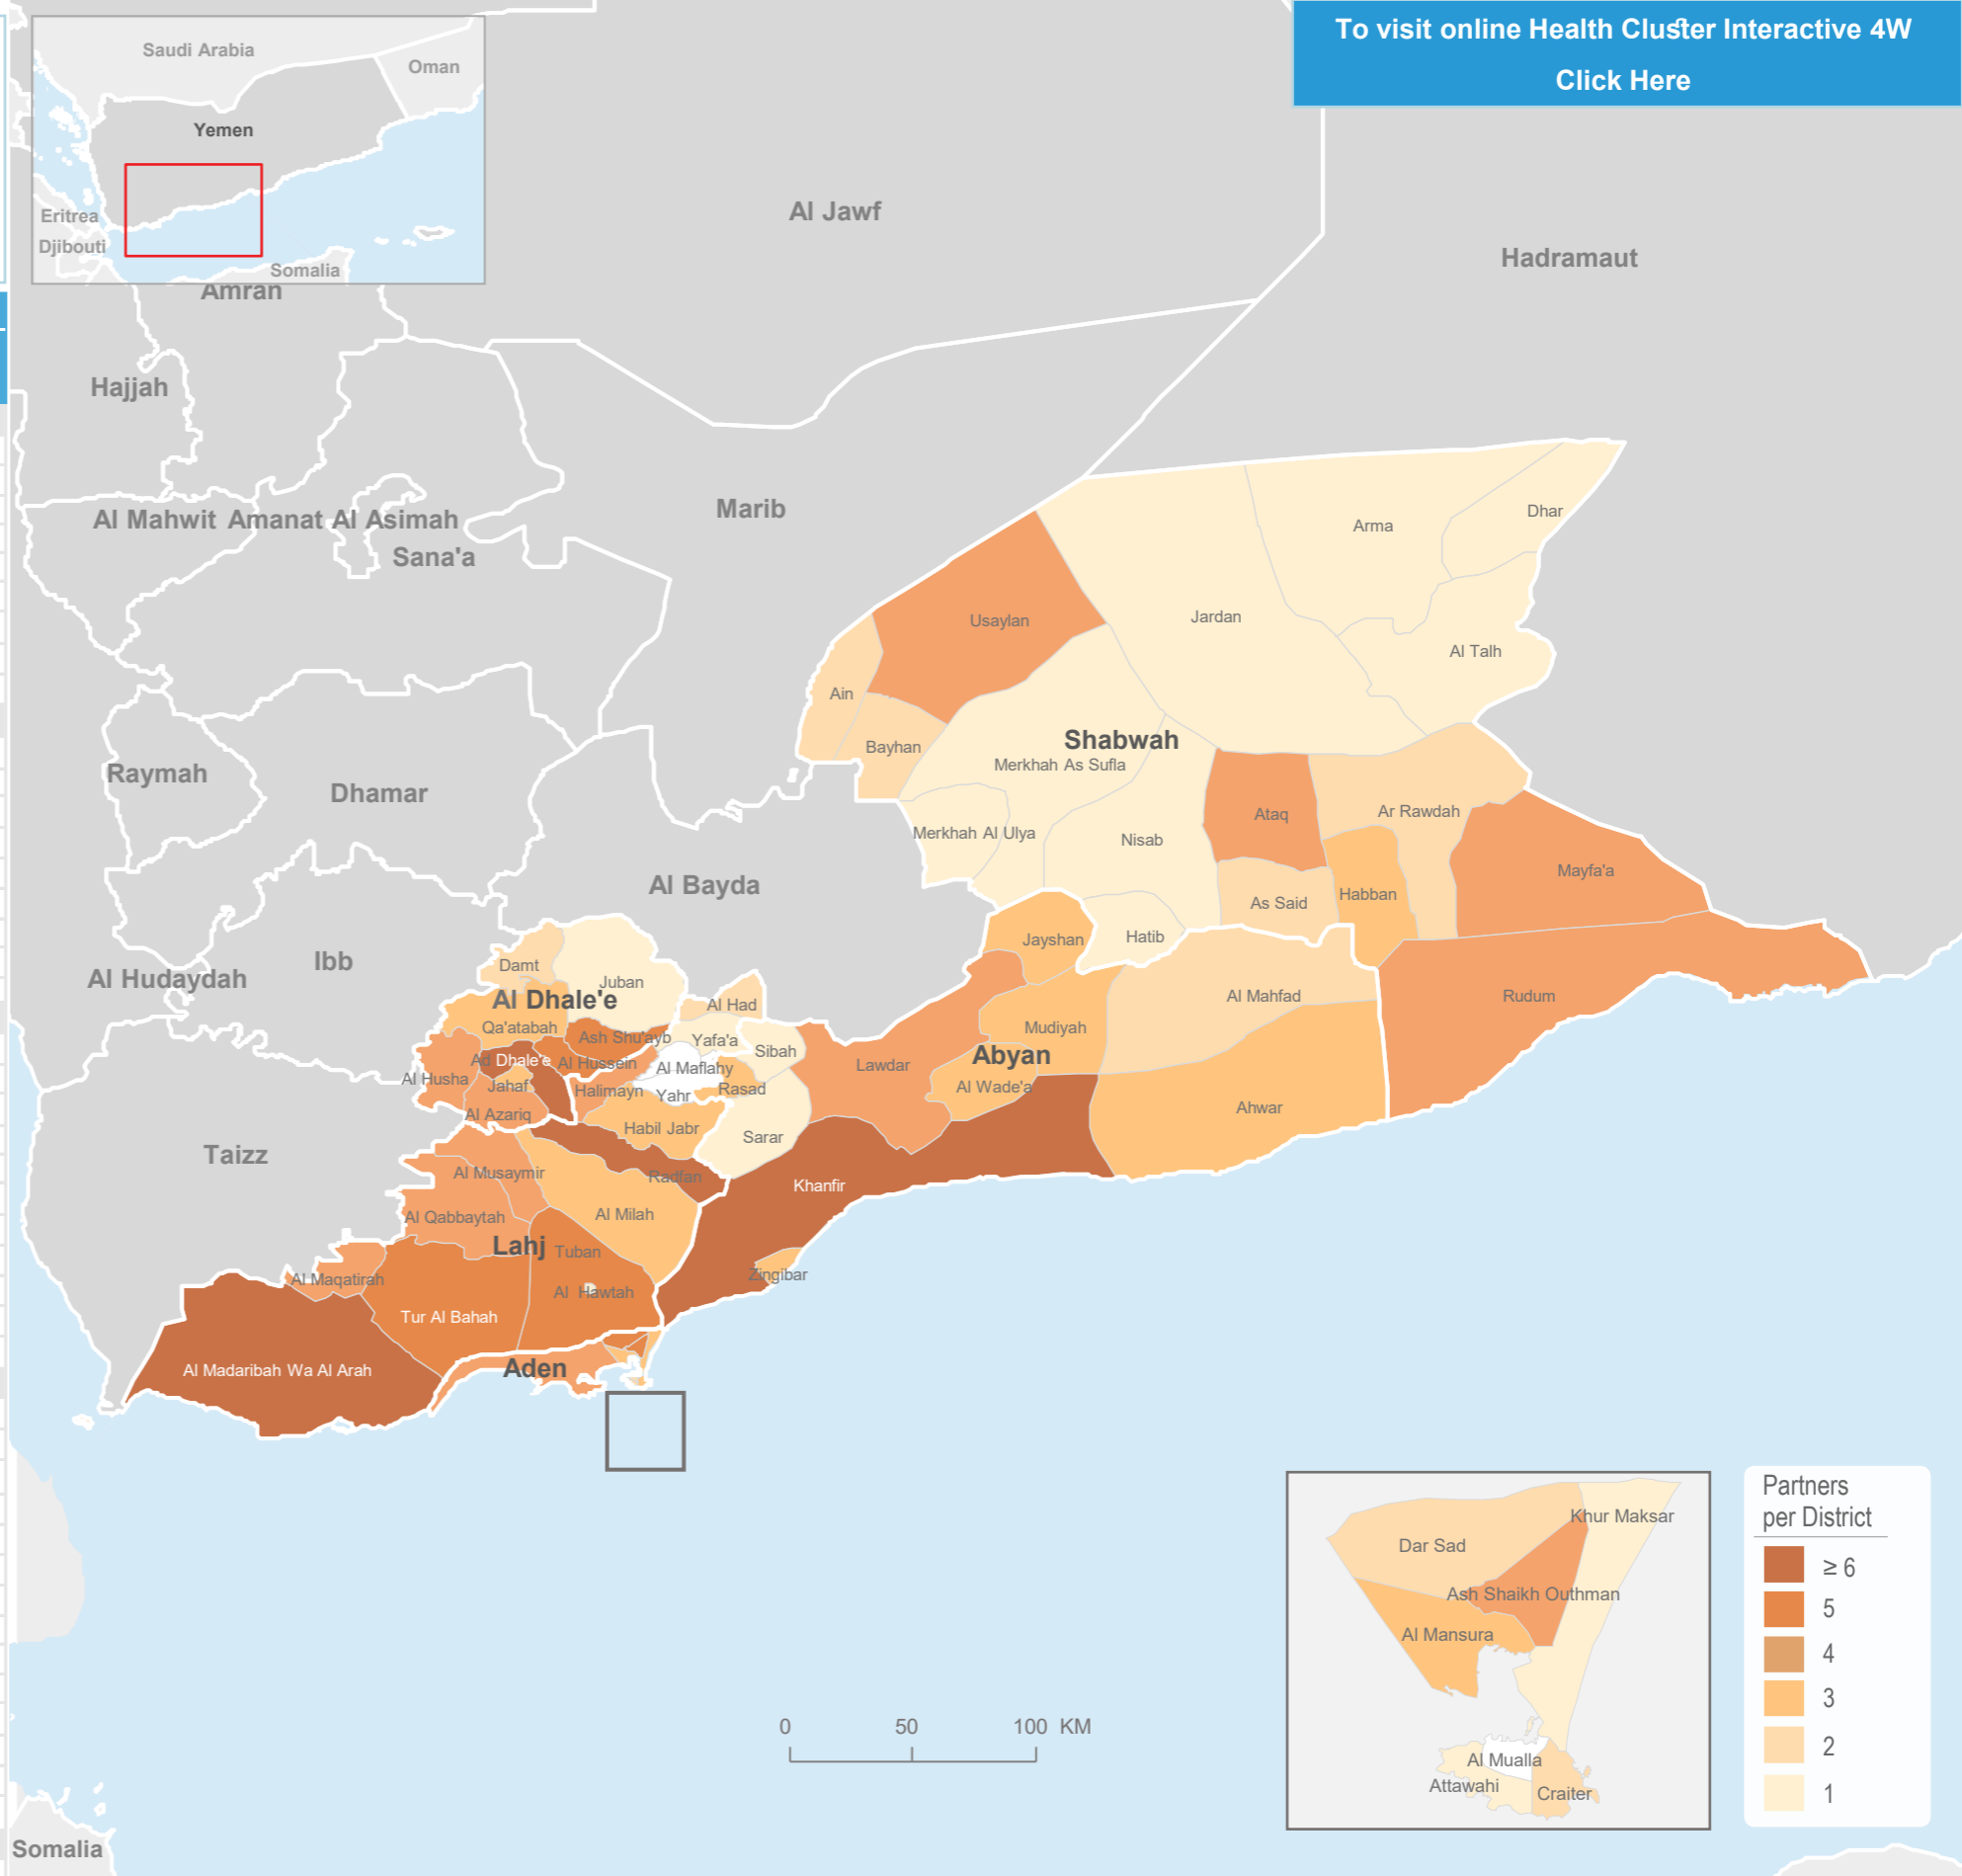 To visit online Health Cluster Interactive 4W
Click Here
Saudi Arabia
Oman
Yemen
Eritrea
Djibouti
Somalia
Amran
Al Jawf
Hadramaut
Hajjah
Marib
Al Mahwit
Amanat Al Asimah
Sana'a
Dhar
Arma
Usaylan
Jardan
Al Talh
Ain
Bayhan
Shabwah
Merkhah As Sufla
Raymah
Dhamar
Ataq
Ar Rawdah
Merkhah Al Ulya
Nisab
Mayfa'a
Al Bayda
Habban
As Said
Jayshan
Hatib
Ibb
Damt
Al Hudaydah
Juban
Al Dhale'e
Al Had
Al Mahfad
Rudum
Qa'atabah
Mudiyah
Ash Shu'ayb
Yafa'a
Sibah
Abyan
Ad Dhale'e
Al Hussein
Al Maflahy
Lawdar
Al Husha
Jahaf
Halimayn
Yahr
Rasad
Al Wade'a
Al Azariq
Ahwar
Habil Jabr
Sarar
Taizz
Al Musaymir
Radfan
Khanfir
Al Qabbaytah
Al Milah
Lahj
Tuban
Al Maqatirah
Zingibar
Al Hawtah
Tur Al Bahah
Al Madaribah Wa Al Arah
Aden
Khur Maksar
Dar Sad
Ash Shaikh Outhman
Al Mansura
Al Mualla
Attawahi
Craiter
Partners
per District
≥ 6
5
4
3
2
1
0 50 100 KM
Somalia